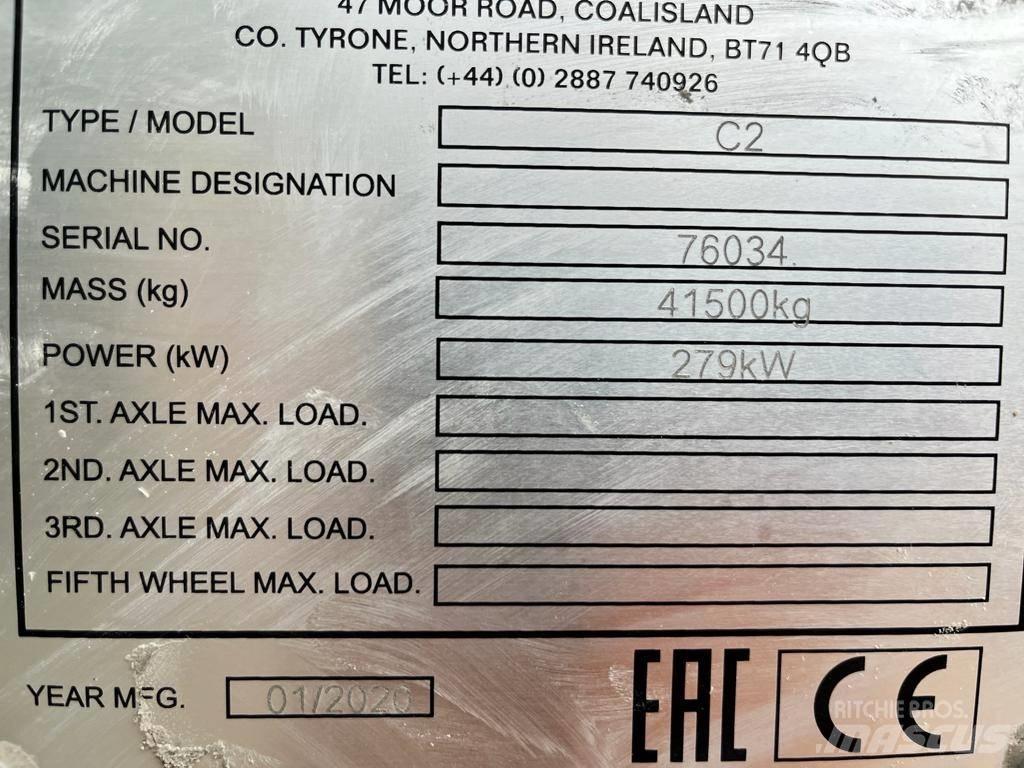 47 MOOR ROAD, COALISLAND
CO. TYRONE, NORTHERN IRELAND, BT71 4QB
TEL: (+44) (0) 2887 740926
TYPE / MODEL C2
MACHINE DESIGNATION
SERIAL NO. 76034
MASS (kg) 41500kg
POWER (kW) 279kW
1ST. AXLE MAX. LOAD.
2ND. AXLE MAX. LOAD.
3RD. AXLE MAX. LOAD.
FIFTH WHEEL MAX. LOAD.
YEAR MFG. 01/2020
EAC CE
RITCHIE BROS.
MASCUS